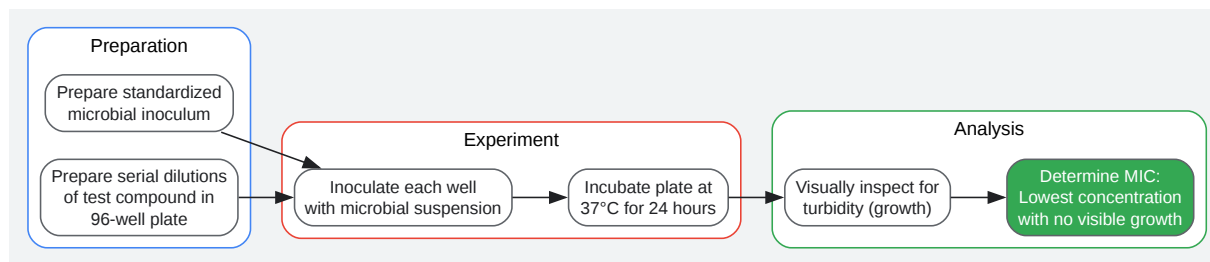 Preparation
Prepare standardized
microbial inoculum
Prepare serial dilutions
of test compound in
96-well plate
Experiment
Inoculate each well
with microbial suspension
Incubate plate at
37°C for 24 hours
Analysis
Visually inspect for
turbidity (growth)
Determine MIC:
Lowest concentration
with no visible growth